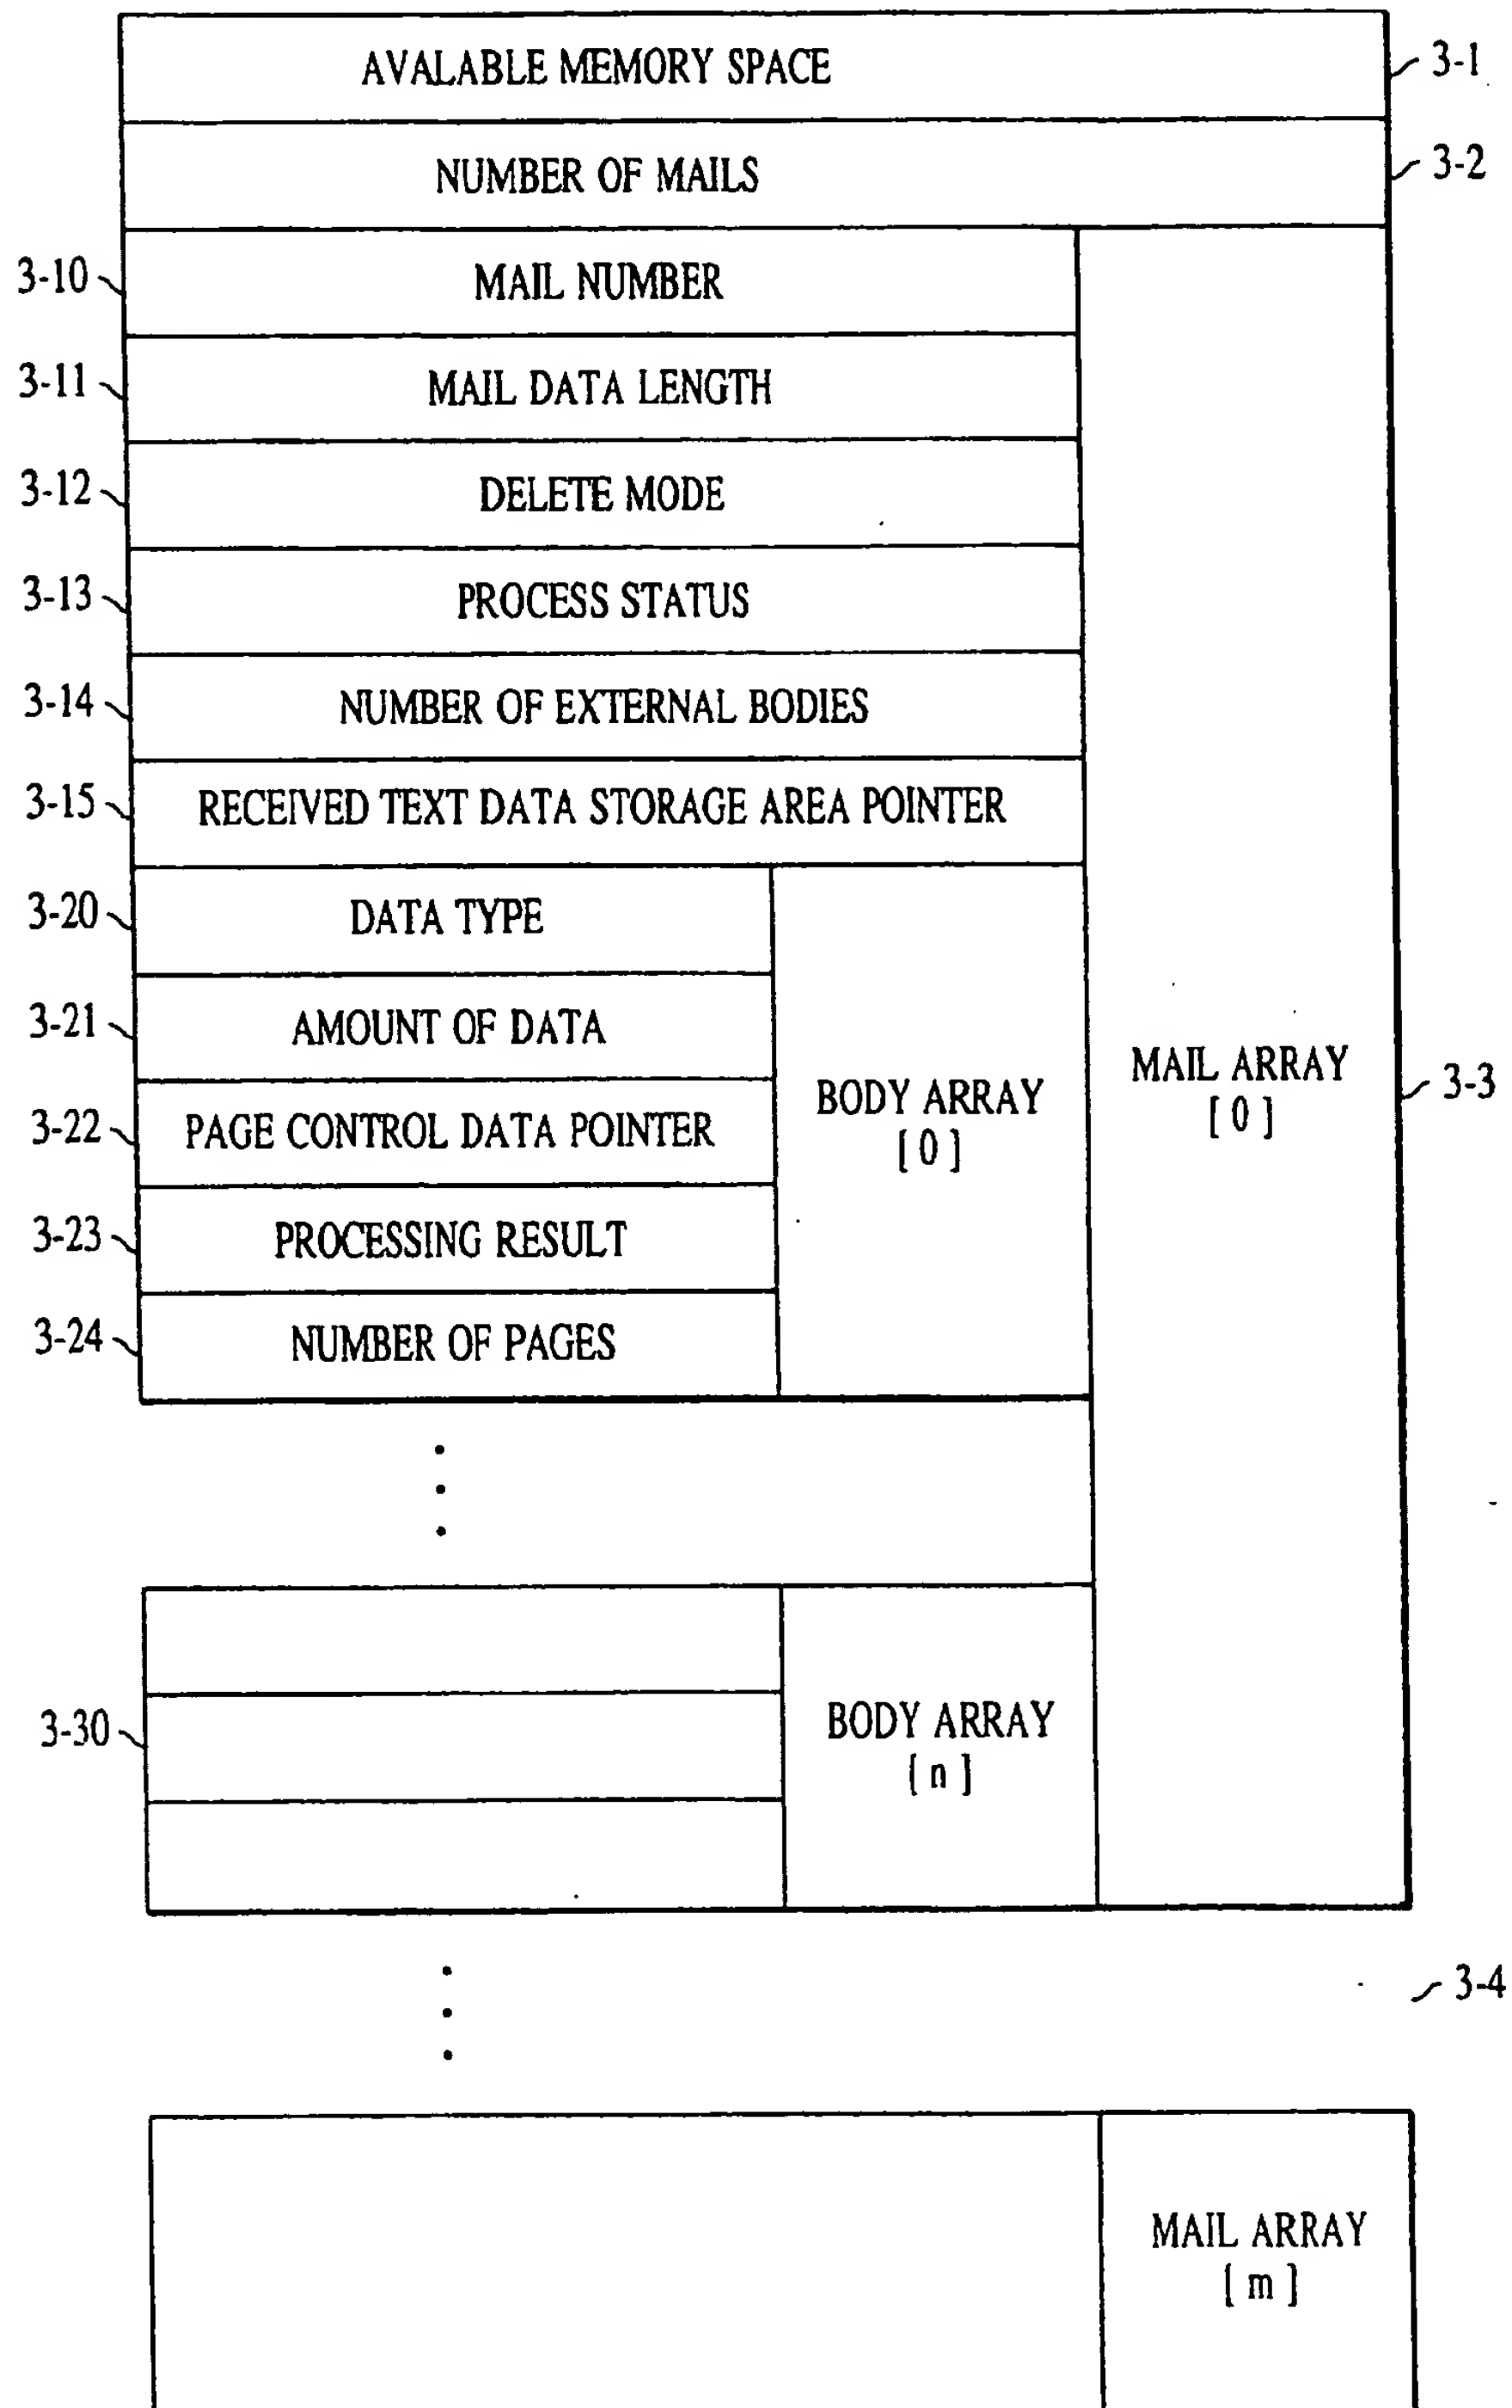 AVALABLE MEMORY SPACE
3-1
NUMBER OF MAILS
3-2
3-10
MAIL NUMBER
3-11
MAIL DATA LENGTH
3-12
DELETE MODE
3-13
PROCESS STATUS
3-14
NUMBER OF EXTERNAL BODIES
3-15
RECEIVED TEXT DATA STORAGE AREA POINTER
3-20
DATA TYPE
3-21
AMOUNT OF DATA
3-22
PAGE CONTROL DATA POINTER
3-23
PROCESSING RESULT
3-24
NUMBER OF PAGES
BODY ARRAY
[ 0 ]
MAIL ARRAY
[ 0 ]
3-3
3-30
BODY ARRAY
[ n ]
3-4
MAIL ARRAY
[ m ]